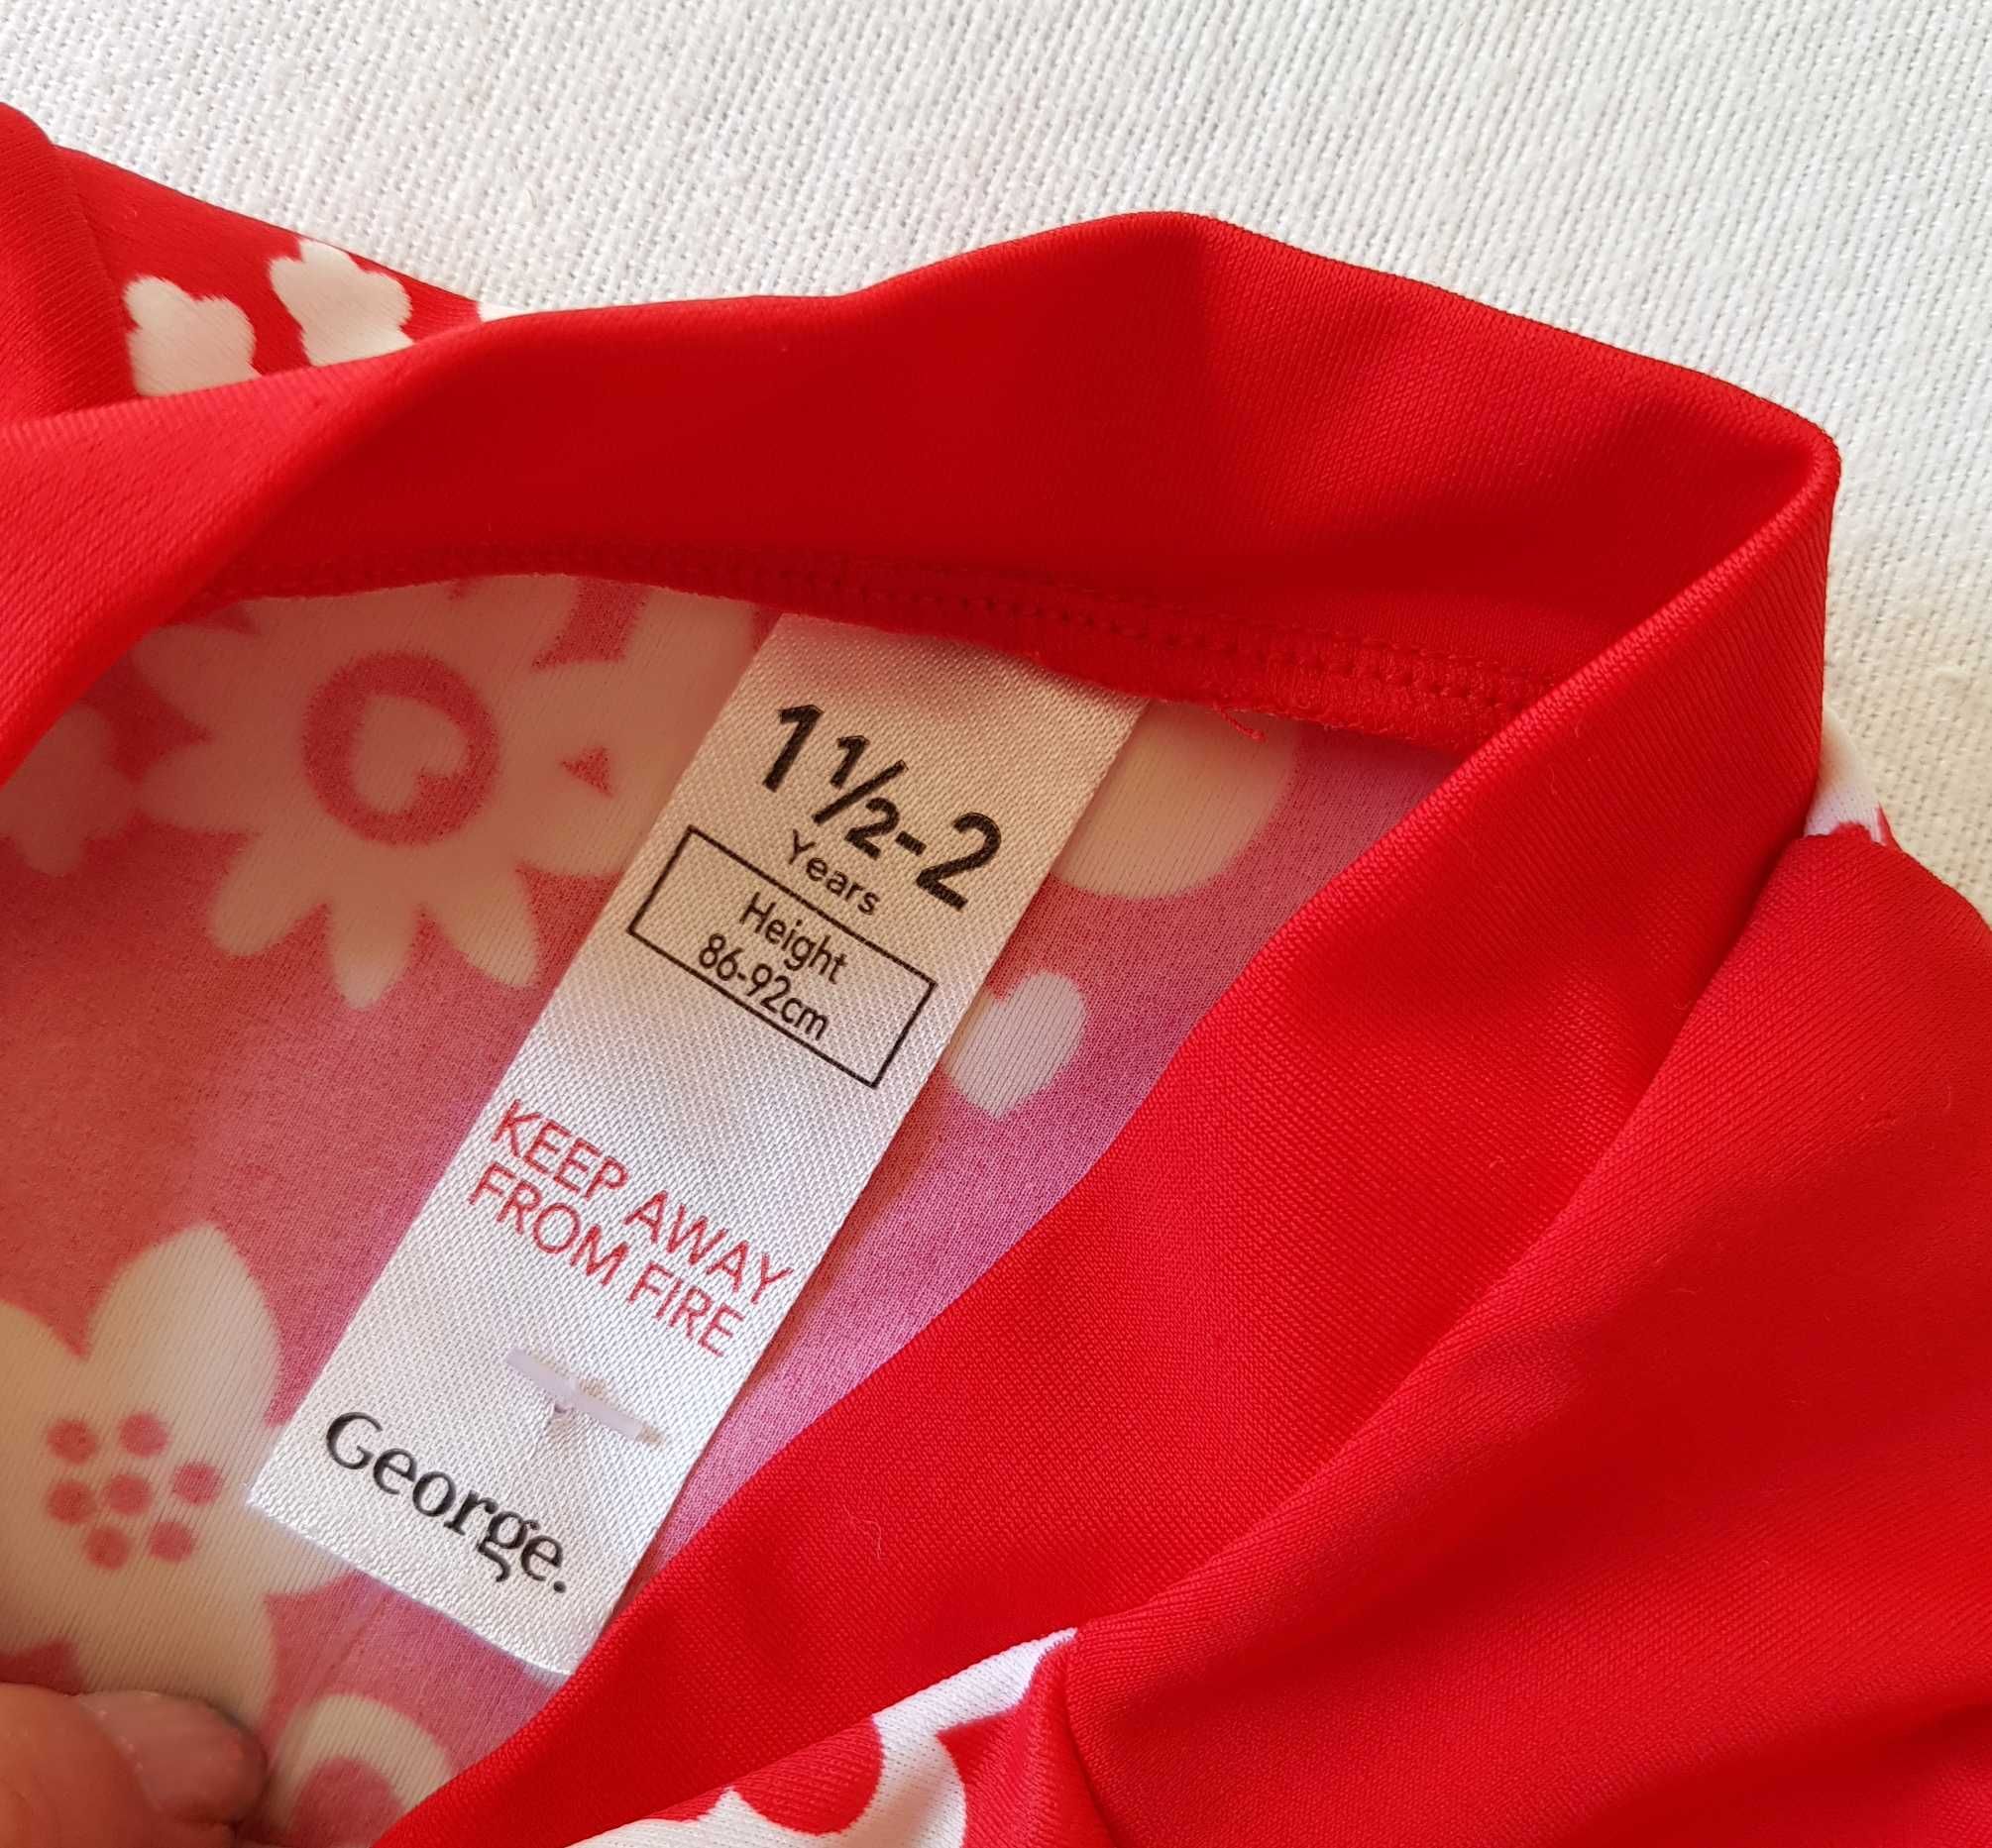 1½-2
Years
Height
86-92cm
KEEP AWAY
FROM FIRE
George.